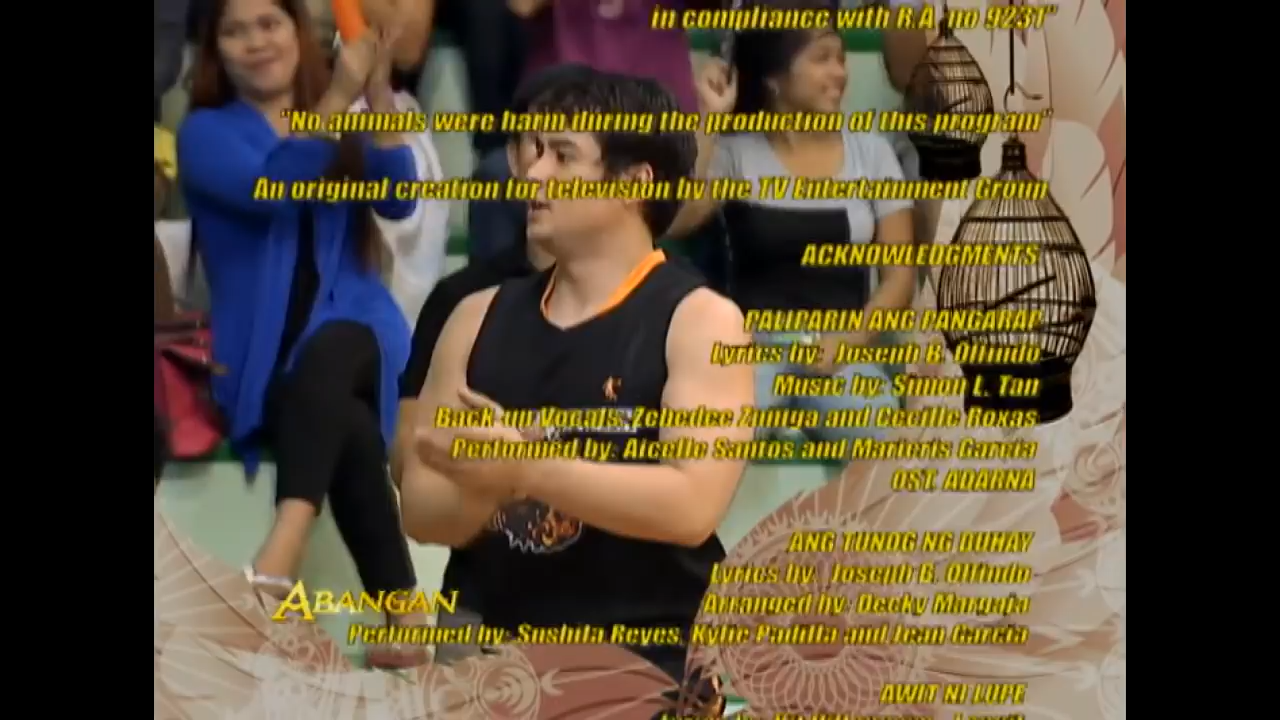 in compliance with R.A. no 9231"
"No animals were harm during the production of this program"
An original creation for television by the TV Entertainment Group
ACKNOWLEDGMENTS
PALIPARIN ANG PANGARAP
Lyrics by: Joseph B. Olfindo
Music by: Simon L. Tan
Back-up Vocals: Zebedee Zuniga and Cecille Roxas
Performed by: Aicelle Santos and Maricris Garcia
OST. ADARNA
ANG TUNOG NG BUHAY
Lyrics by: Joseph B. Olfindo
Arranged by: Decky Margaja
ABANGAN
Performed by: Sushita Reyes, Kylie Padilla and Jean Garcia
AWIT NI LUPE